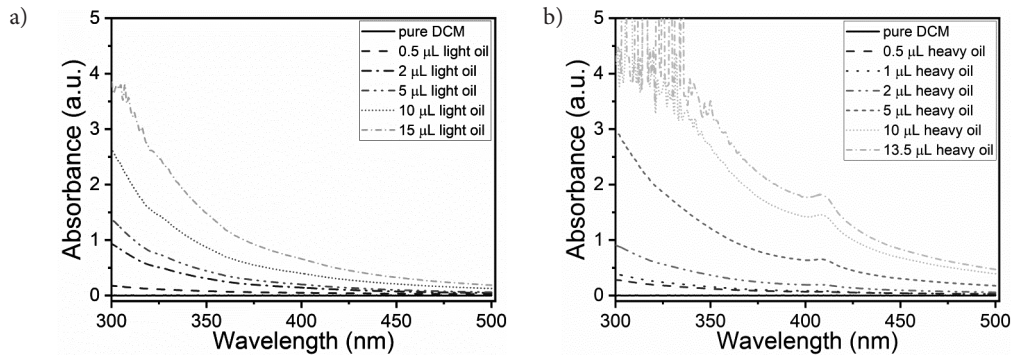 a)
Absorbance (a.u.)
5
4
3
2
1
0
pure DCM
0.5 μL light oil
2 μL light oil
5 μL light oil
10 μL light oil
15 μL light oil
300 350 400 450 500
Wavelength (nm)
b)
Absorbance (a.u.)
5
4
3
2
1
0
pure DCM
0.5 μL heavy oil
1 μL heavy oil
2 μL heavy oil
5 μL heavy oil
10 μL heavy oil
13.5 μL heavy oil
300 350 400 450 500
Wavelength (nm)